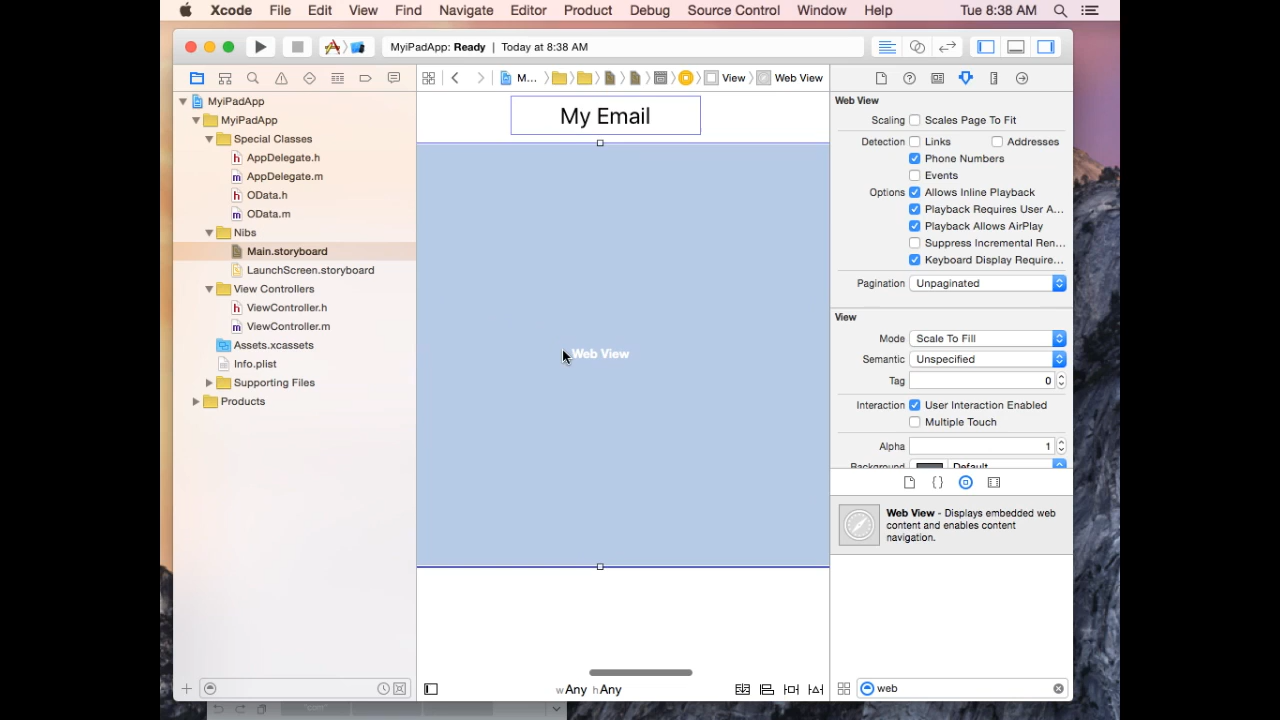 Xcode File Edit View Find Navigate Editor Product Debug Source Control Window Help Tue 8:38 AM
MyiPadApp: Ready | Today at 8:38 AM
M... View Web View
MyiPadApp
MyiPadApp
Special Classes
h AppDelegate.h
m AppDelegate.m
h OData.h
m OData.m
Nibs
Main.storyboard
LaunchScreen.storyboard
View Controllers
h ViewController.h
m ViewController.m
Assets.xcassets
Info.plist
Supporting Files
Products
My Email
Web View
wAny hAny
Web View
Scaling Scales Page To Fit
Detection Links Addresses
Phone Numbers
Events
Options Allows Inline Playback
Playback Requires User A...
Playback Allows AirPlay
Suppress Incremental Ren...
Keyboard Display Require...
Pagination Unpaginated
View
Mode Scale To Fill
Semantic Unspecified
Tag 0
Interaction User Interaction Enabled
Multiple Touch
Alpha 1
Background Default
{ }
Web View - Displays embedded web
content and enables content
navigation.
web